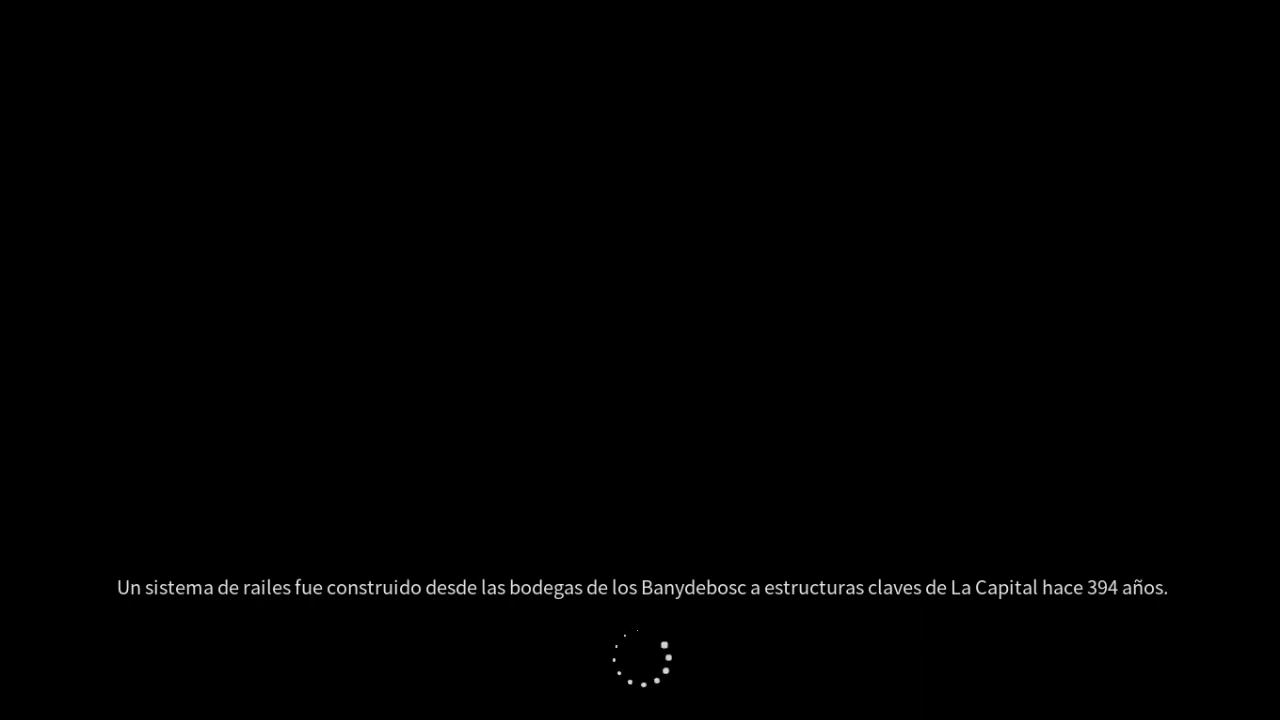 Un sistema de railes fue construido desde las bodegas de los Banydebosc a estructuras claves de La Capital hace 394 años.